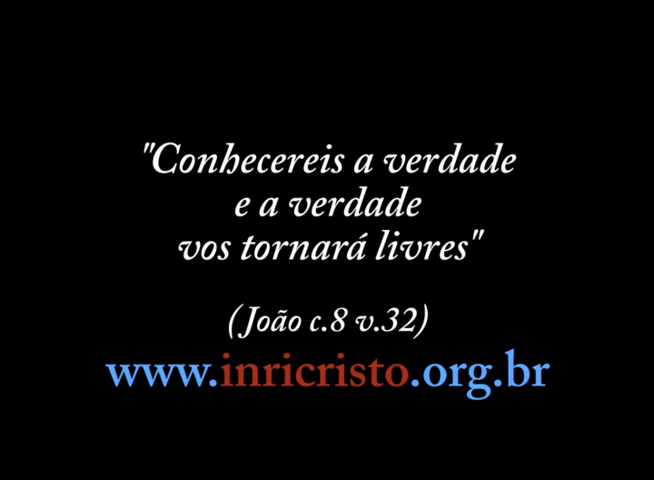 "Conhecereis a verdade
e a verdade
vos tornará livres"
(João c.8 v.32)
www.inricristo.org.br